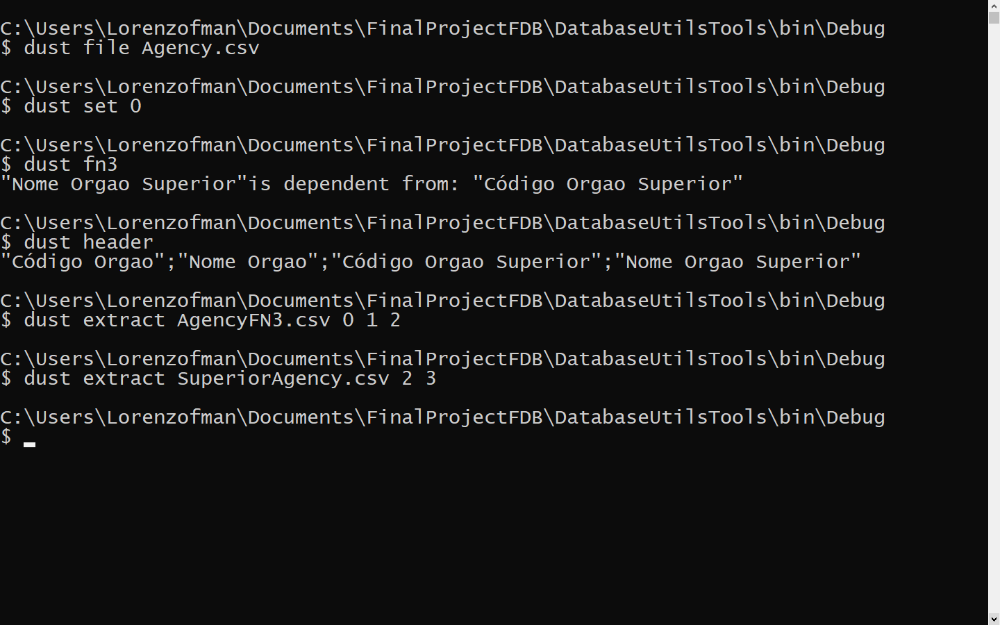 C:\Users\Lorenzofman\Documents\FinalProjectFDB\DatabaseUtilsTools\bin\Debug
$ dust file Agency.csv
C:\Users\Lorenzofman\Documents\FinalProjectFDB\DatabaseUtilsTools\bin\Debug
$ dust set 0
C:\Users\Lorenzofman\Documents\FinalProjectFDB\DatabaseUtilsTools\bin\Debug
$ dust fn3
"Nome Orgao Superior"is dependent from: "Código Orgao Superior"
C:\Users\Lorenzofman\Documents\FinalProjectFDB\DatabaseUtilsTools\bin\Debug
$ dust header
"Código Orgao";"Nome Orgao";"Código Orgao Superior";"Nome Orgao Superior"
C:\Users\Lorenzofman\Documents\FinalProjectFDB\DatabaseUtilsTools\bin\Debug
$ dust extract AgencyFN3.csv 0 1 2
C:\Users\Lorenzofman\Documents\FinalProjectFDB\DatabaseUtilsTools\bin\Debug
$ dust extract SuperiorAgency.csv 2 3
C:\Users\Lorenzofman\Documents\FinalProjectFDB\DatabaseUtilsTools\bin\Debug
$